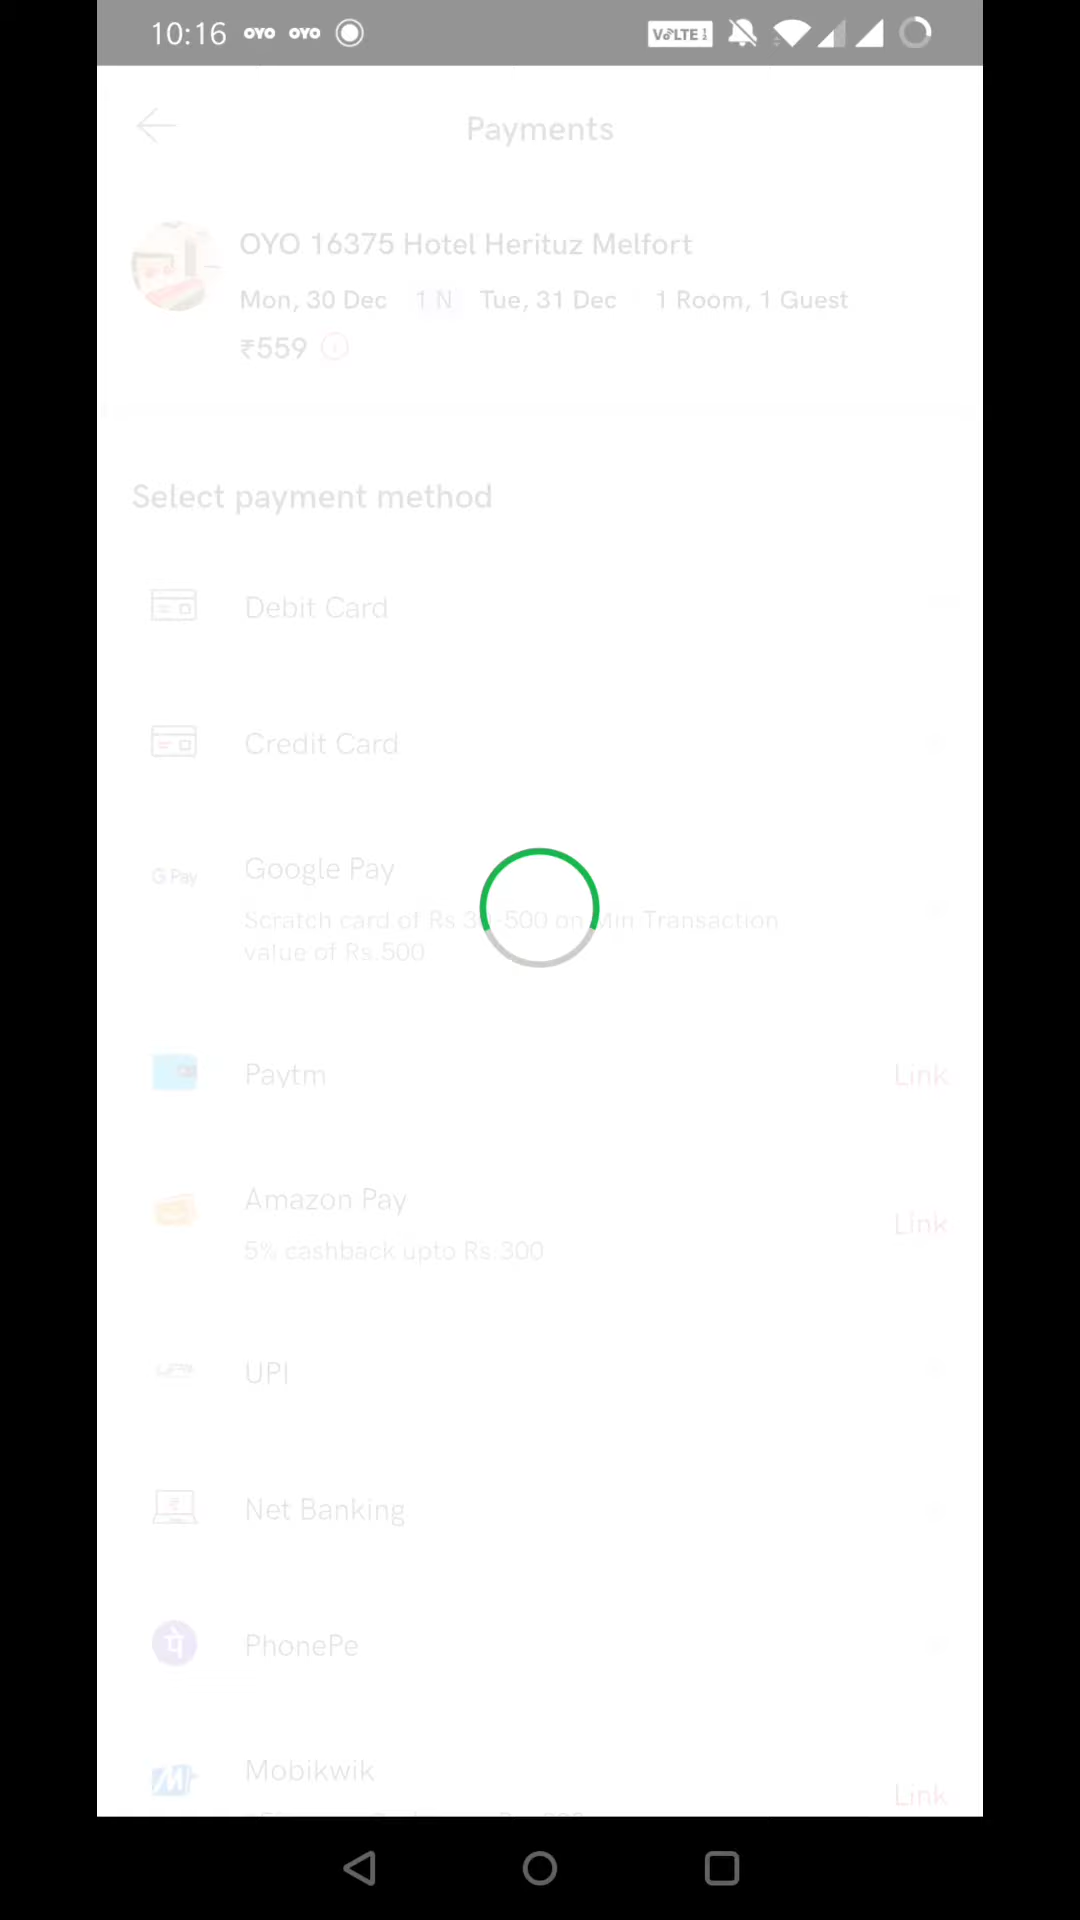 10:16 OYO OYO VoLTE
Payments
OYO 16375 Hotel Herituz Melfort
Mon, 30 Dec 1 N Tue, 31 Dec 1 Room, 1 Guest
₹559
Select payment method
Debit Card
Credit Card
G Pay Google Pay
Scratch card of Rs 30-500 on Min Transaction
value of Rs.500
Paytm Link
Amazon Pay Link
5% cashback upto Rs.300
UPI
Net Banking
पे PhonePe
Mobikwik
Link